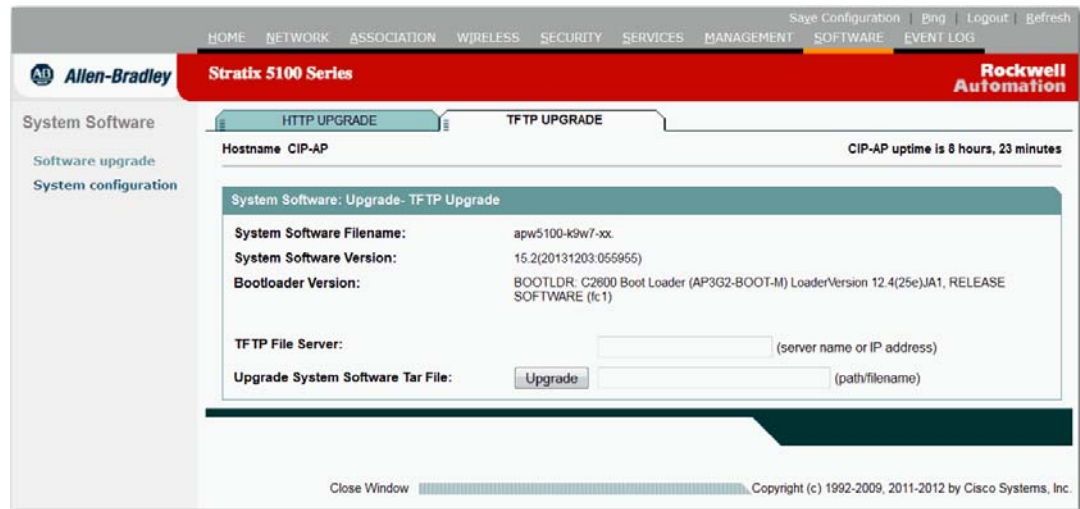 Save Configuration | Ping | Logout | Refresh
HOME NETWORK ASSOCIATION WIRELESS SECURITY SERVICES MANAGEMENT SOFTWARE EVENT LOG
AB Allen-Bradley Stratix 5100 Series Rockwell
Automation
System Software
Software upgrade
System configuration
HTTP UPGRADE TFTP UPGRADE
Hostname CIP-AP CIP-AP uptime is 8 hours, 23 minutes
System Software: Upgrade- TFTP Upgrade
System Software Filename: apw5100-k9w7-xx.
System Software Version: 15.2(20131203:055955)
Bootloader Version: BOOTLDR: C2600 Boot Loader (AP3G2-BOOT-M) LoaderVersion 12.4(25e)JA1, RELEASE
SOFTWARE (fc1)
TFTP File Server: (server name or IP address)
Upgrade System Software Tar File: Upgrade (path/filename)
Close Window Copyright (c) 1992-2009, 2011-2012 by Cisco Systems, Inc.